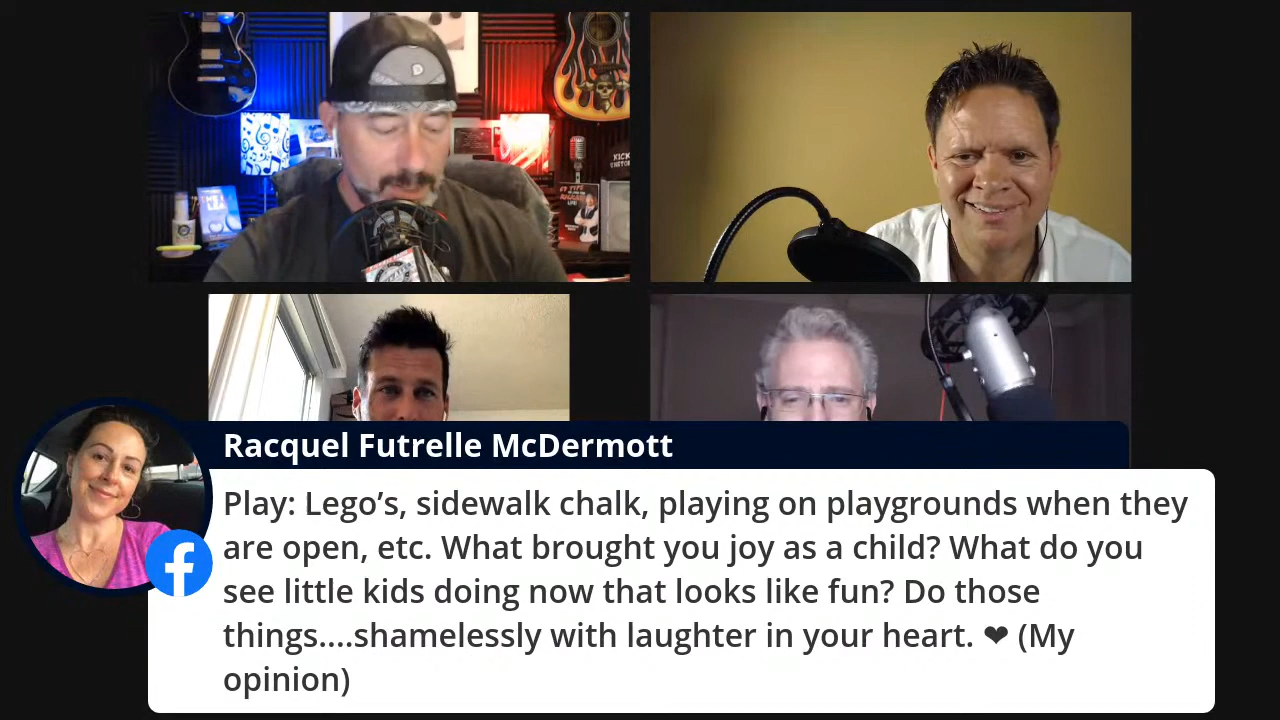 KICK
Racquel Futrelle McDermott
Play: Lego’s, sidewalk chalk, playing on playgrounds when they
are open, etc. What brought you joy as a child? What do you
see little kids doing now that looks like fun? Do those
things....shamelessly with laughter in your heart. ❤ (My
opinion)